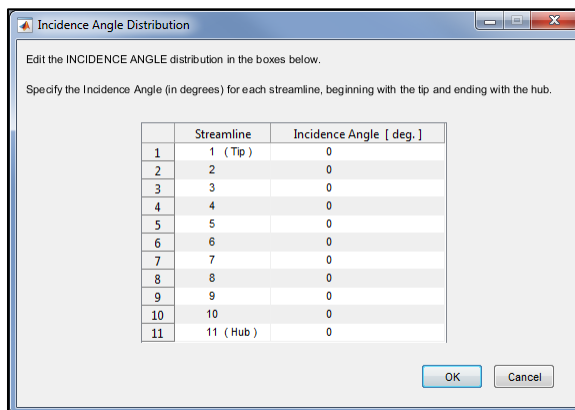 Incidence Angle Distribution
Edit the INCIDENCE ANGLE distribution in the boxes below.
Specify the Incidence Angle (in degrees) for each streamline, beginning with the tip and ending with the hub.
Streamline Incidence Angle [ deg. ]
1 1 ( Tip ) 0
2 2 0
3 3 0
4 4 0
5 5 0
6 6 0
7 7 0
8 8 0
9 9 0
10 10 0
11 11 ( Hub ) 0
OK Cancel